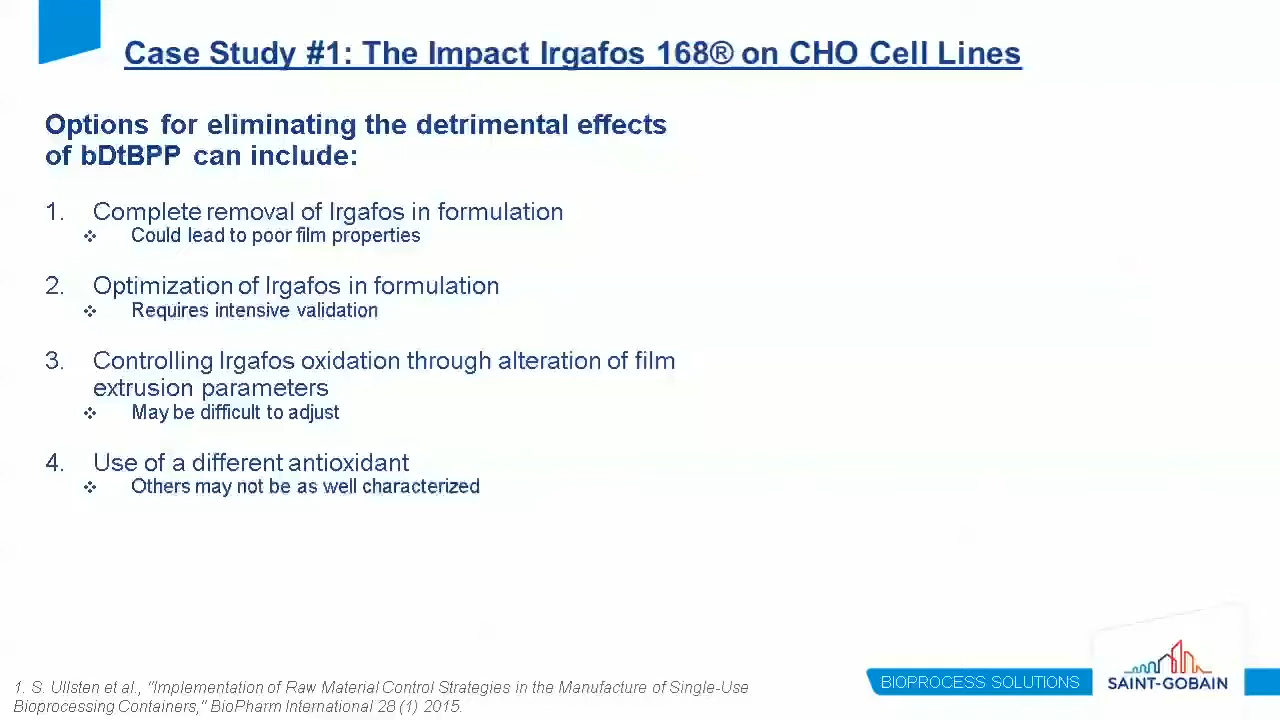 Case Study #1: The Impact Irgafos 168® on CHO Cell Lines
Options for eliminating the detrimental effects
of bDtBPP can include:
1. Complete removal of Irgafos in formulation
❖ Could lead to poor film properties
2. Optimization of Irgafos in formulation
❖ Requires intensive validation
3. Controlling Irgafos oxidation through alteration of film
extrusion parameters
❖ May be difficult to adjust
4. Use of a different antioxidant
❖ Others may not be as well characterized
1. S. Ullsten et al., "Implementation of Raw Material Control Strategies in the Manufacture of Single-Use
Bioprocessing Containers," BioPharm International 28 (1) 2015.
BIOPROCESS SOLUTIONS
SAINT-GOBAIN